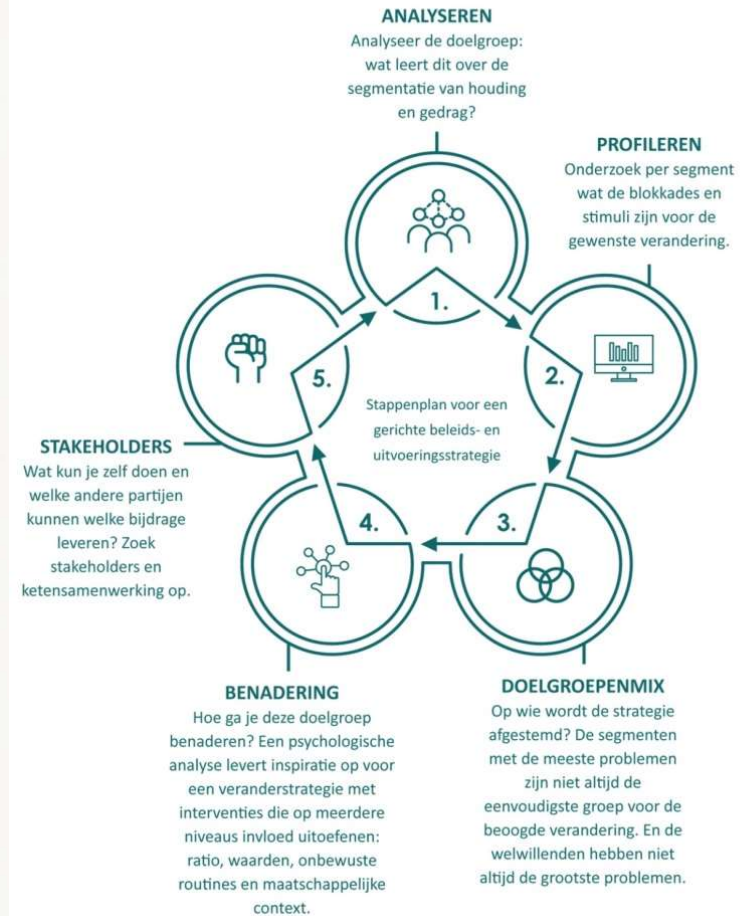 ANALYSEREN
Analyseer de doelgroep:
wat leert dit over de
segmentatie van houding
en gedrag?
PROFILEREN
Onderzoek per segment
wat de blokkades en
stimuli zijn voor de
gewenste verandering.
1.
2.
3.
4.
5.
Stappenplan voor een
gerichte beleids- en
uitvoeringsstrategie
DOELGROEPENMIX
Op wie wordt de strategie
afgestemd? De segmenten
met de meeste problemen
zijn niet altijd de
eenvoudigste groep voor de
beoogde verandering. En de
welwillenden hebben niet
altijd de grootste problemen.
BENADERING
Hoe ga je deze doelgroep
benaderen? Een psychologische
analyse levert inspiratie op voor
een veranderstrategie met
interventies die op meerdere
niveaus invloed uitoefenen:
ratio, waarden, onbewuste
routines en maatschappelijke
context.
STAKEHOLDERS
Wat kun je zelf doen en
welke andere partijen
kunnen welke bijdrage
leveren? Zoek
stakeholders en
ketensamenwerking op.